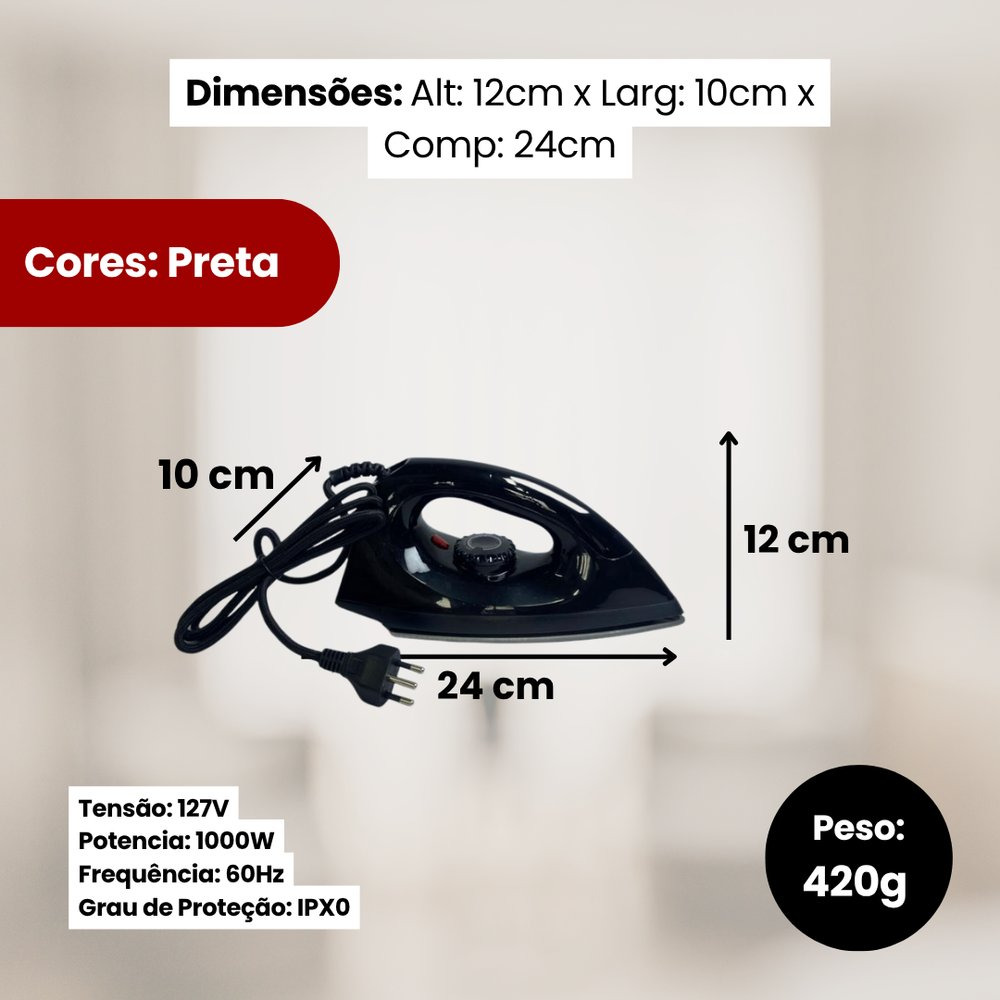 Dimensões: Alt: 12cm x Larg: 10cm x
Comp: 24cm
Cores: Preta
10 cm
12 cm
24 cm
Tensão: 127V
Potencia: 1000W
Frequência: 60Hz
Grau de Proteção: IPX0
Peso:
420g